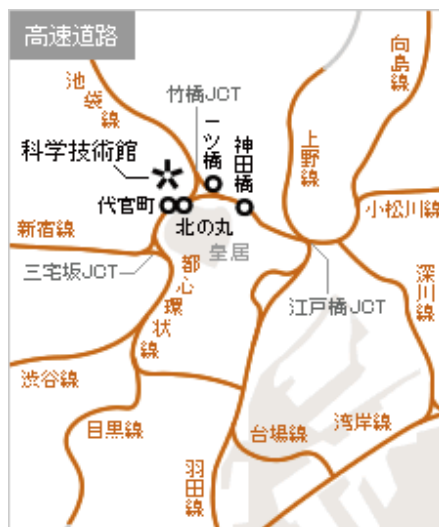 高速道路
池袋線
竹橋JCT
一ツ橋
神田橋
上野線
向島線
科学技術館
代官町
北の丸
小松川線
新宿線
皇居
三宅坂JCT
都心環状線
江戸橋JCT
深川線
渋谷線
目黒線
羽田線
台場線
湾岸線